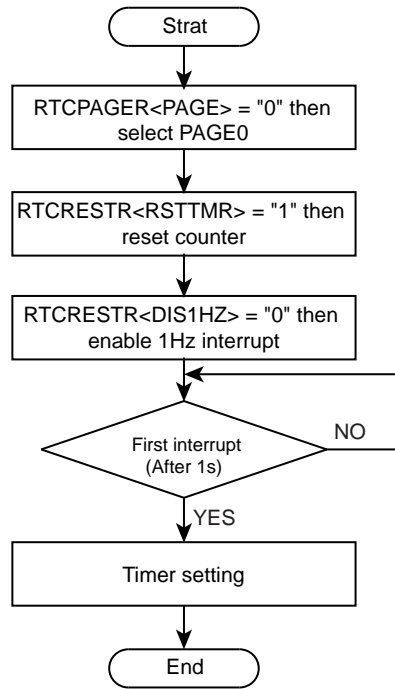 Strat
RTCPAGER<PAGE> = "0" then
select PAGE0
RTCRESTR<RSTTMR> = "1" then
reset counter
RTCRESTR<DIS1HZ> = "0" then
enable 1Hz interrupt
First interrupt
(After 1s)
NO
YES
Timer setting
End